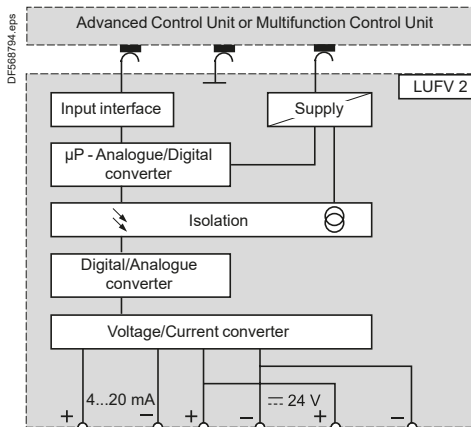 DF568794.eps
Advanced Control Unit or Multifunction Control Unit
LUFV 2
Input interface
Supply
µP - Analogue/Digital
converter
Isolation
Digital/Analogue
converter
Voltage/Current converter
4...20 mA
24 V
+ − + − + −